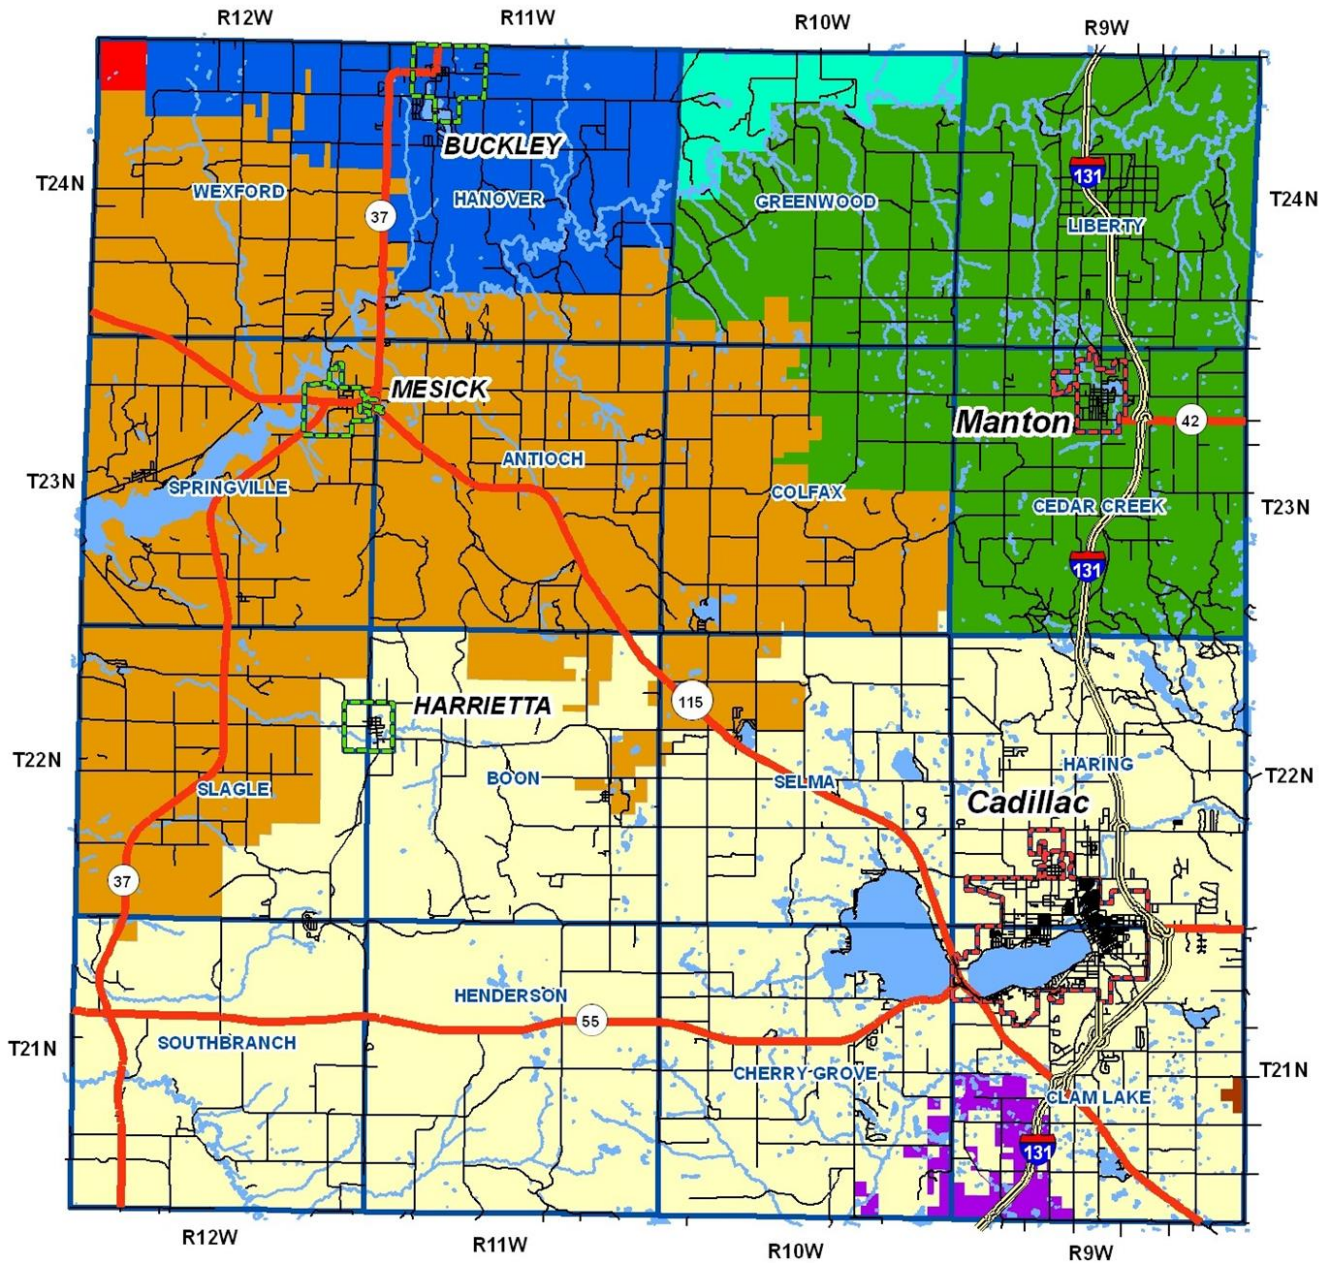 R12W
R11W
R10W
R9W
BUCKLEY
131
T24N
WEXFORD
HANOVER
GREENWOOD
T24N
37
LIBERTY
MESICK
Manton
42
ANTIOCH
T23N
SPRINGVILLE
COLFAX
CEDAR CREEK
T23N
131
HARRIETTA
115
T22N
SLAGLE
BOON
SELMA
HARING
T22N
Cadillac
37
HENDERSON
55
T21N
SOUTHBRANCH
CHERRY GROVE
T21N
CLAM LAKE
131
R12W
R11W
R10W
R9W